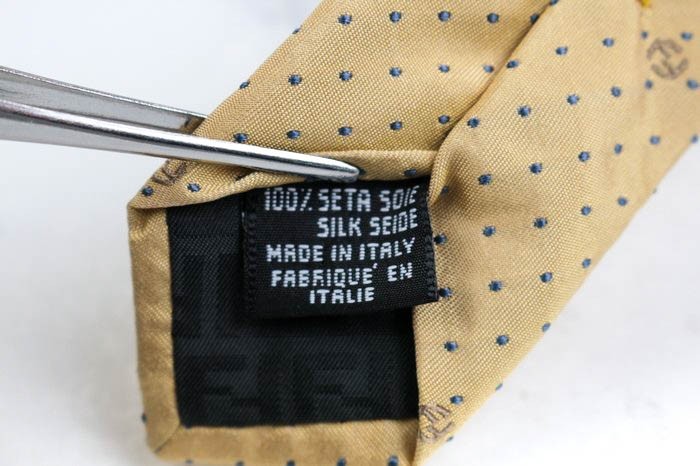 100% SETA SOIE
SILK SEIDE
MADE IN ITALY
FABRIQUE' EN
ITALIE